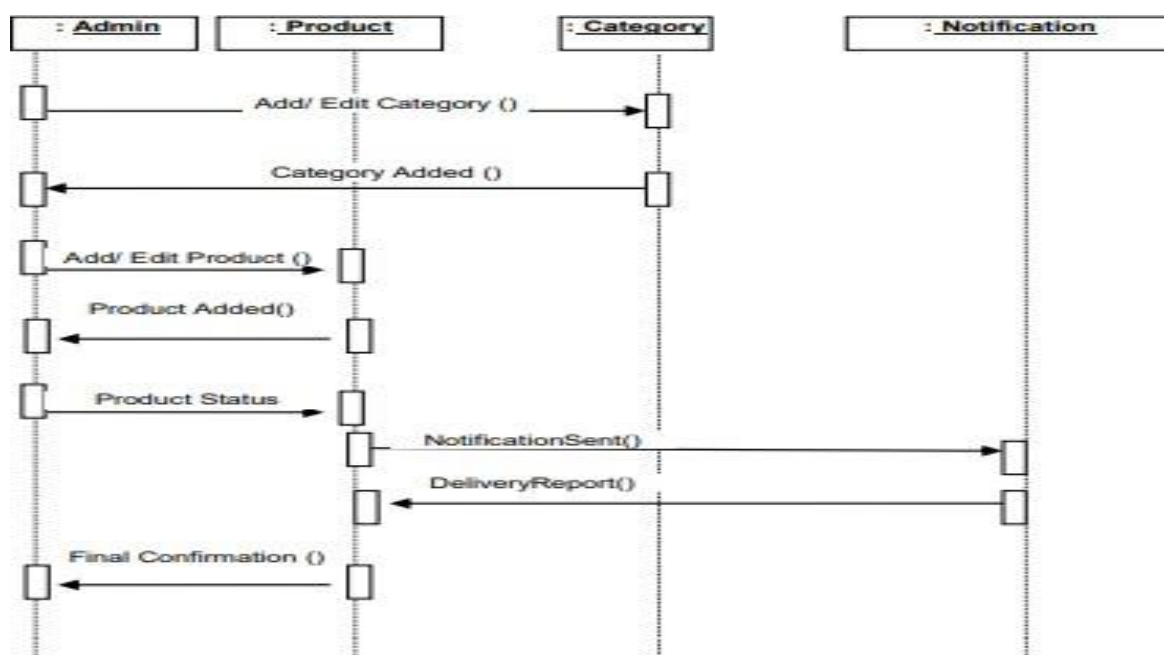 : Admin
: Product
: Category
: Notification
Add/ Edit Category ()
Category Added ()
Add/ Edit Product ()
Product Added()
Product Status
NotificationSent()
DeliveryReport()
Final Confirmation ()